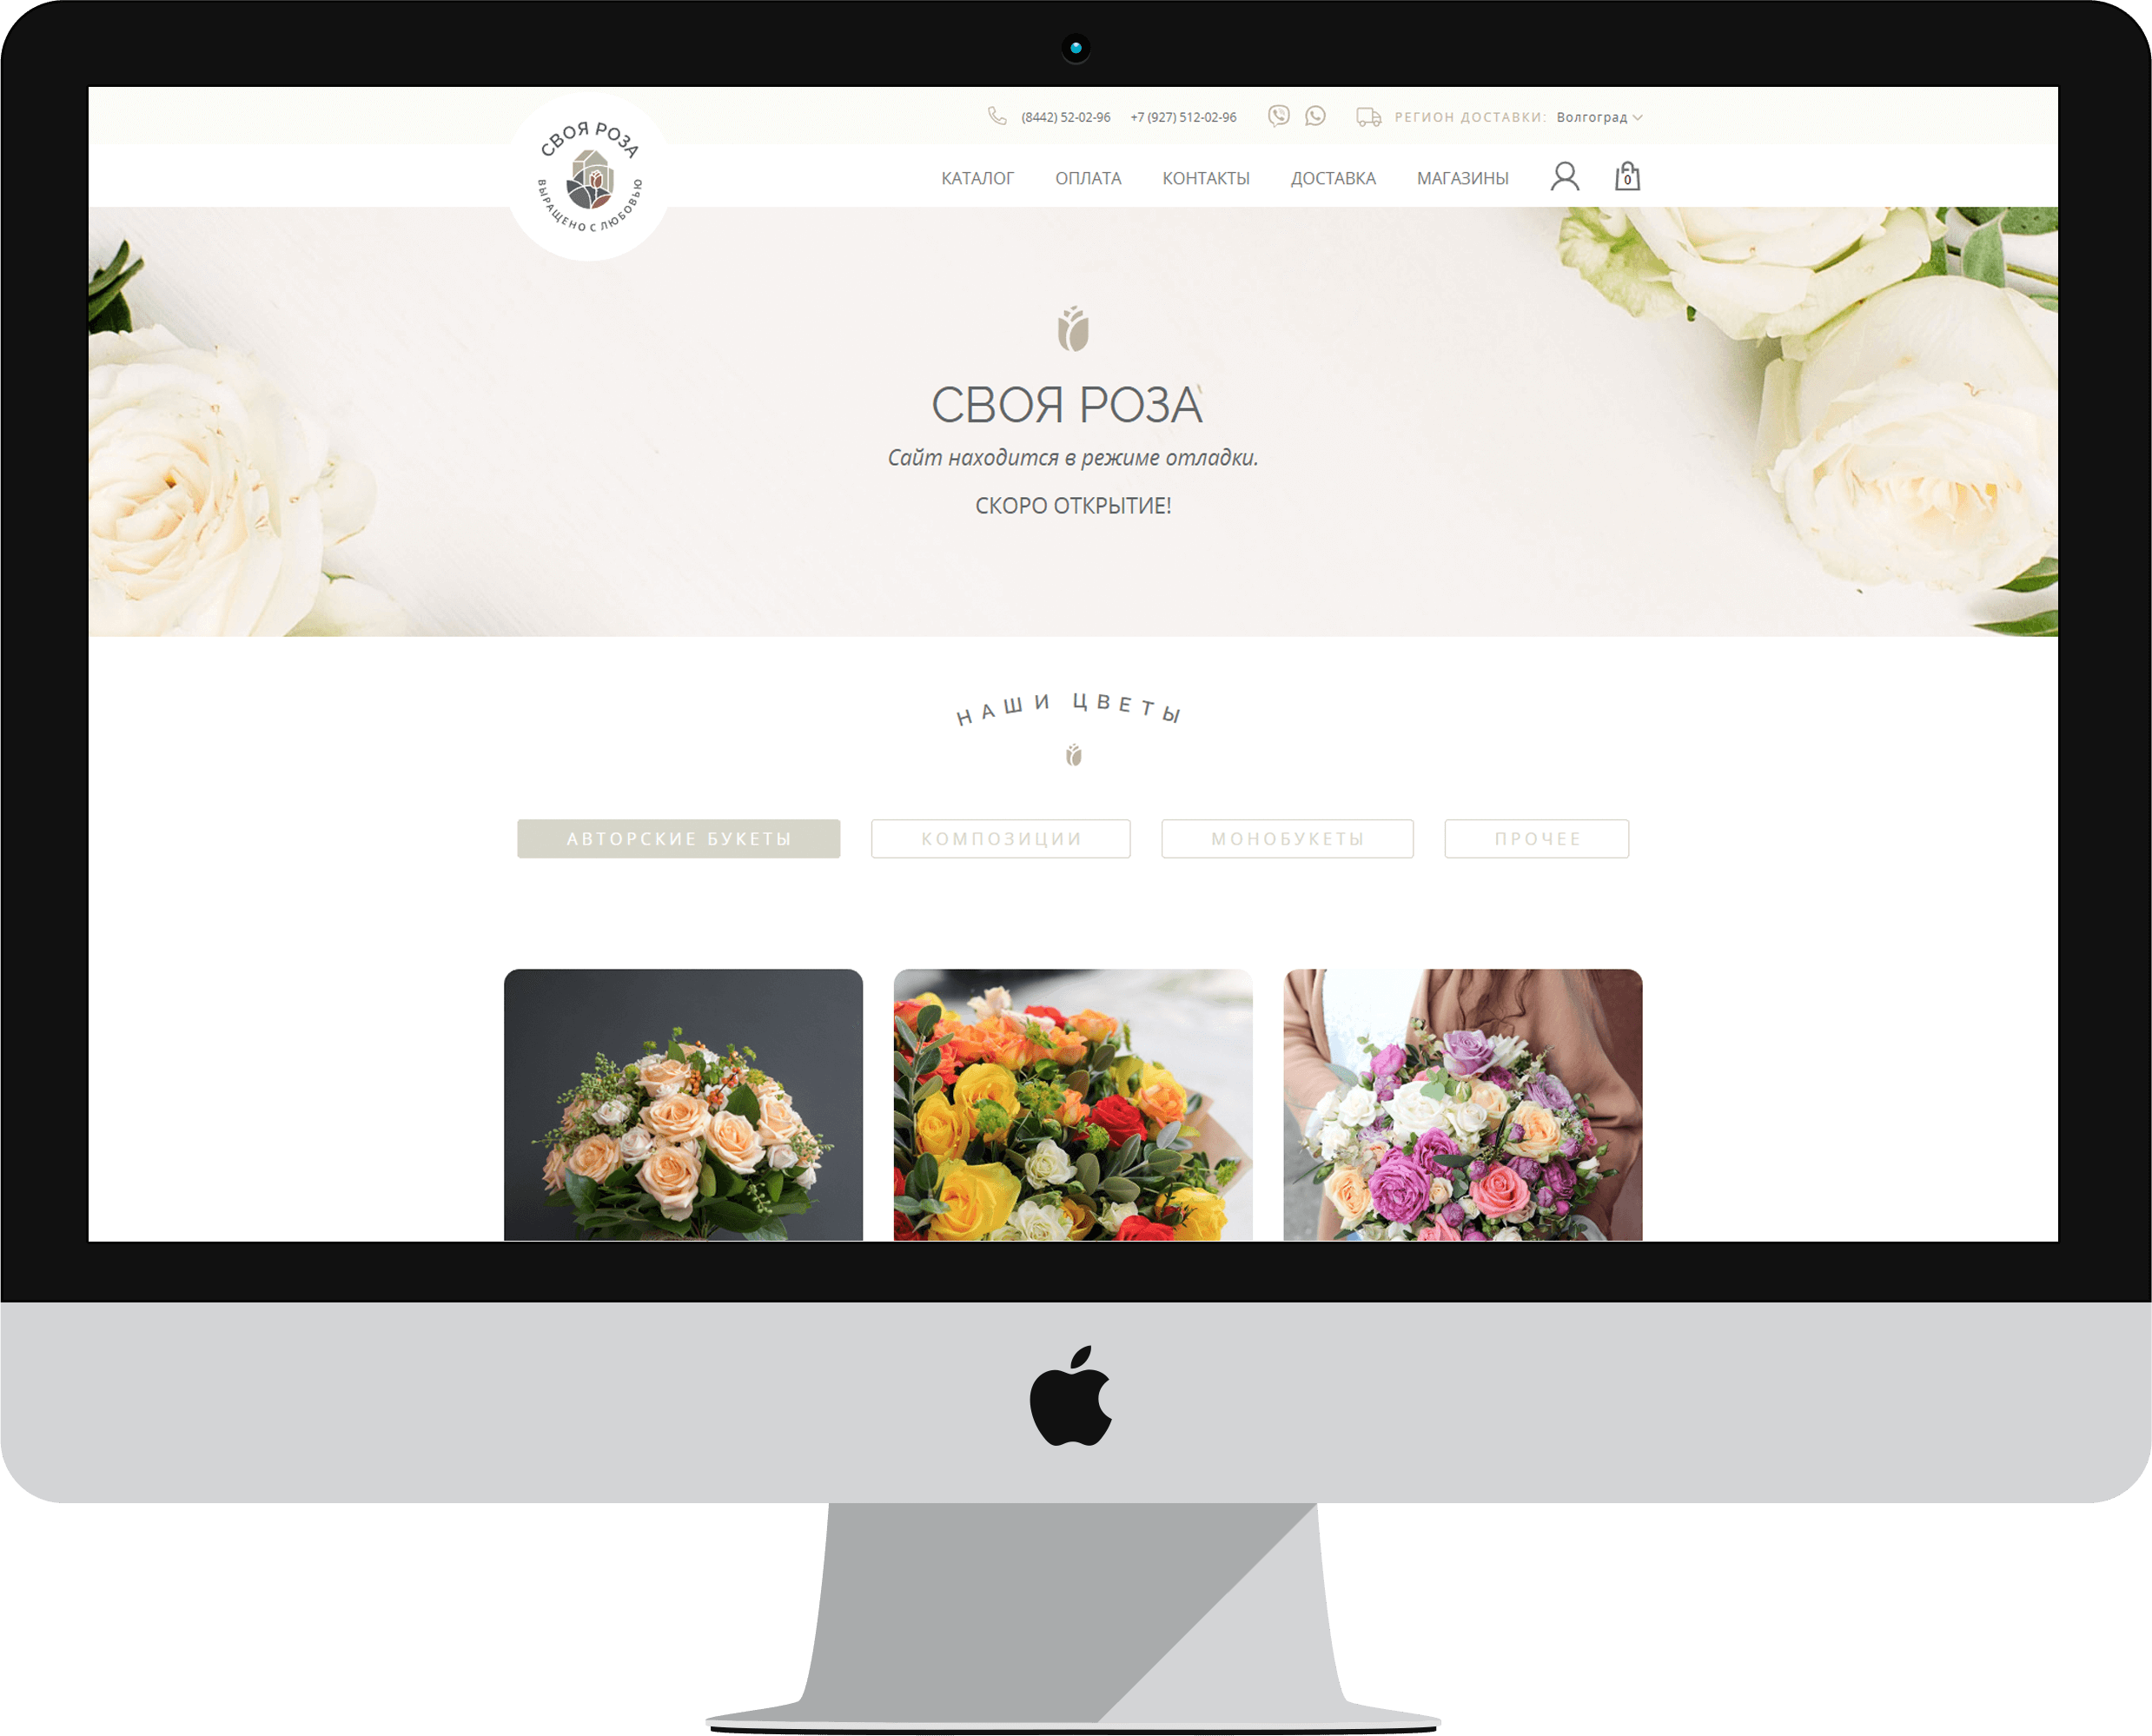 СВОЯ РОЗА
ВЫРАЩЕНО С ЛЮБОВЬЮ
(8442) 52-02-96 +7 (927) 512-02-96 РЕГИОН ДОСТАВКИ: Волгоград
КАТАЛОГ ОПЛАТА КОНТАКТЫ ДОСТАВКА МАГАЗИНЫ 0
СВОЯ РОЗА
Сайт находится в режиме отладки.
СКОРО ОТКРЫТИЕ!
НАШИ ЦВЕТЫ
АВТОРСКИЕ БУКЕТЫ КОМПОЗИЦИИ МОНОБУКЕТЫ ПРОЧЕЕ